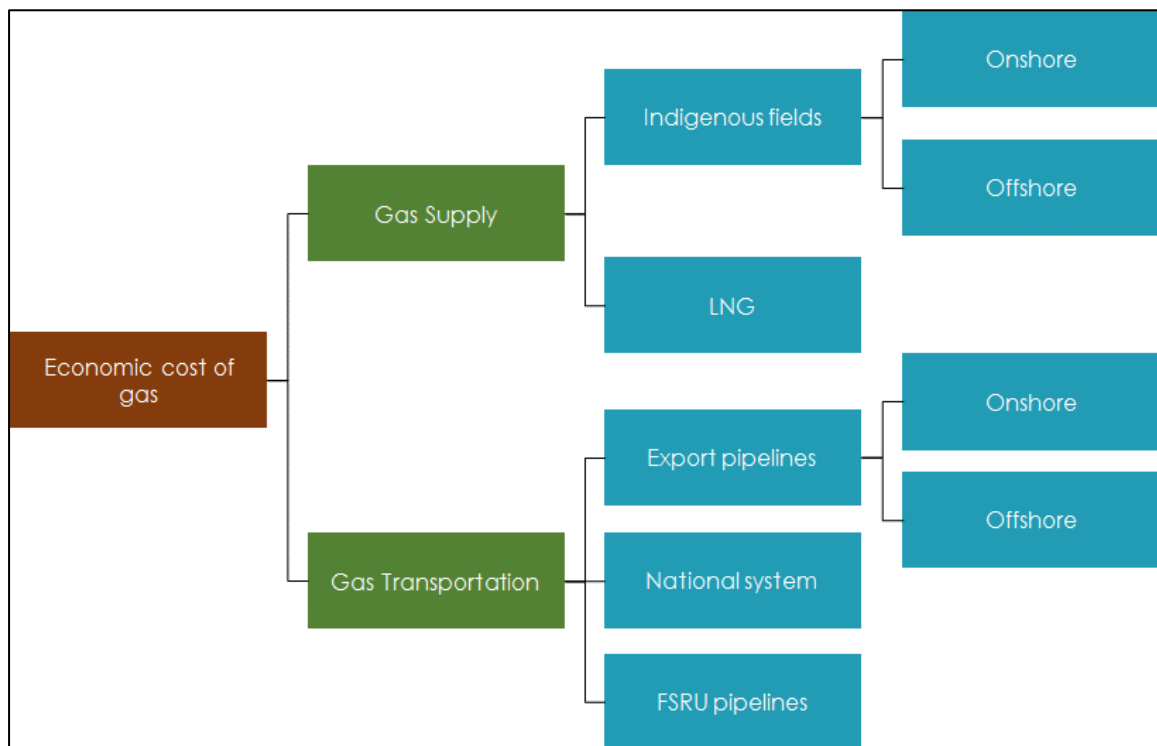 Onshore
Indigenous fields
Offshore
Gas Supply
LNG
Economic cost of
gas
Onshore
Export pipelines
Offshore
Gas Transportation
National system
FSRU pipelines